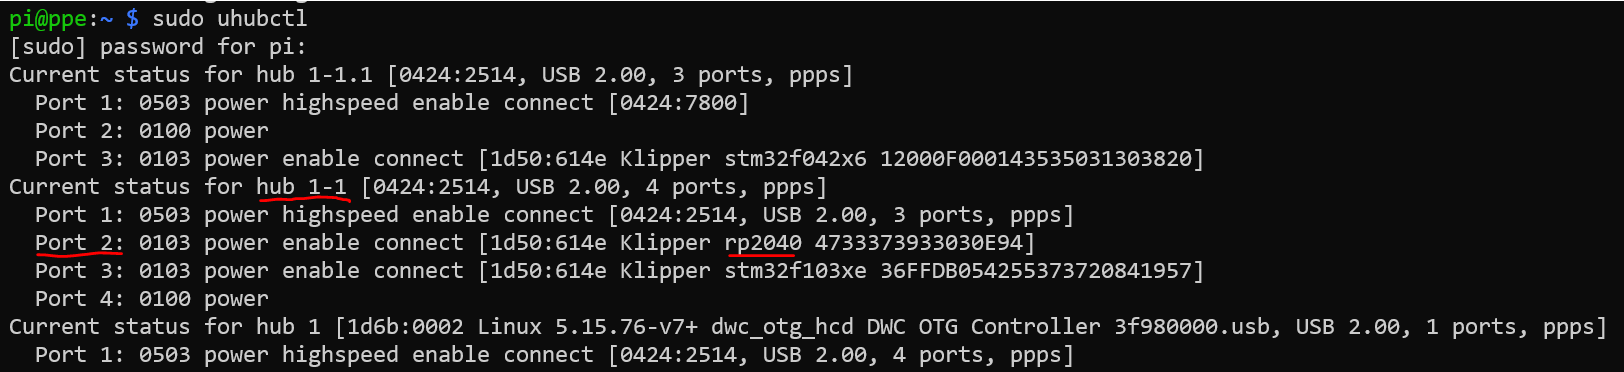 pi@ppe:~ $ sudo uhubctl
[sudo] password for pi:
Current status for hub 1-1.1 [0424:2514, USB 2.00, 3 ports, ppps]
  Port 1: 0503 power highspeed enable connect [0424:7800]
  Port 2: 0100 power
  Port 3: 0103 power enable connect [1d50:614e Klipper stm32f042x6 12000F000143535031303820]
Current status for hub 1-1 [0424:2514, USB 2.00, 4 ports, ppps]
  Port 1: 0503 power highspeed enable connect [0424:2514, USB 2.00, 3 ports, ppps]
  Port 2: 0103 power enable connect [1d50:614e Klipper rp2040 4733373933030E94]
  Port 3: 0103 power enable connect [1d50:614e Klipper stm32f103xe 36FFDB054255373720841957]
  Port 4: 0100 power
Current status for hub 1 [1d6b:0002 Linux 5.15.76-v7+ dwc_otg_hcd DWC OTG Controller 3f980000.usb, USB 2.00, 1 ports, ppps]
  Port 1: 0503 power highspeed enable connect [0424:2514, USB 2.00, 4 ports, ppps]